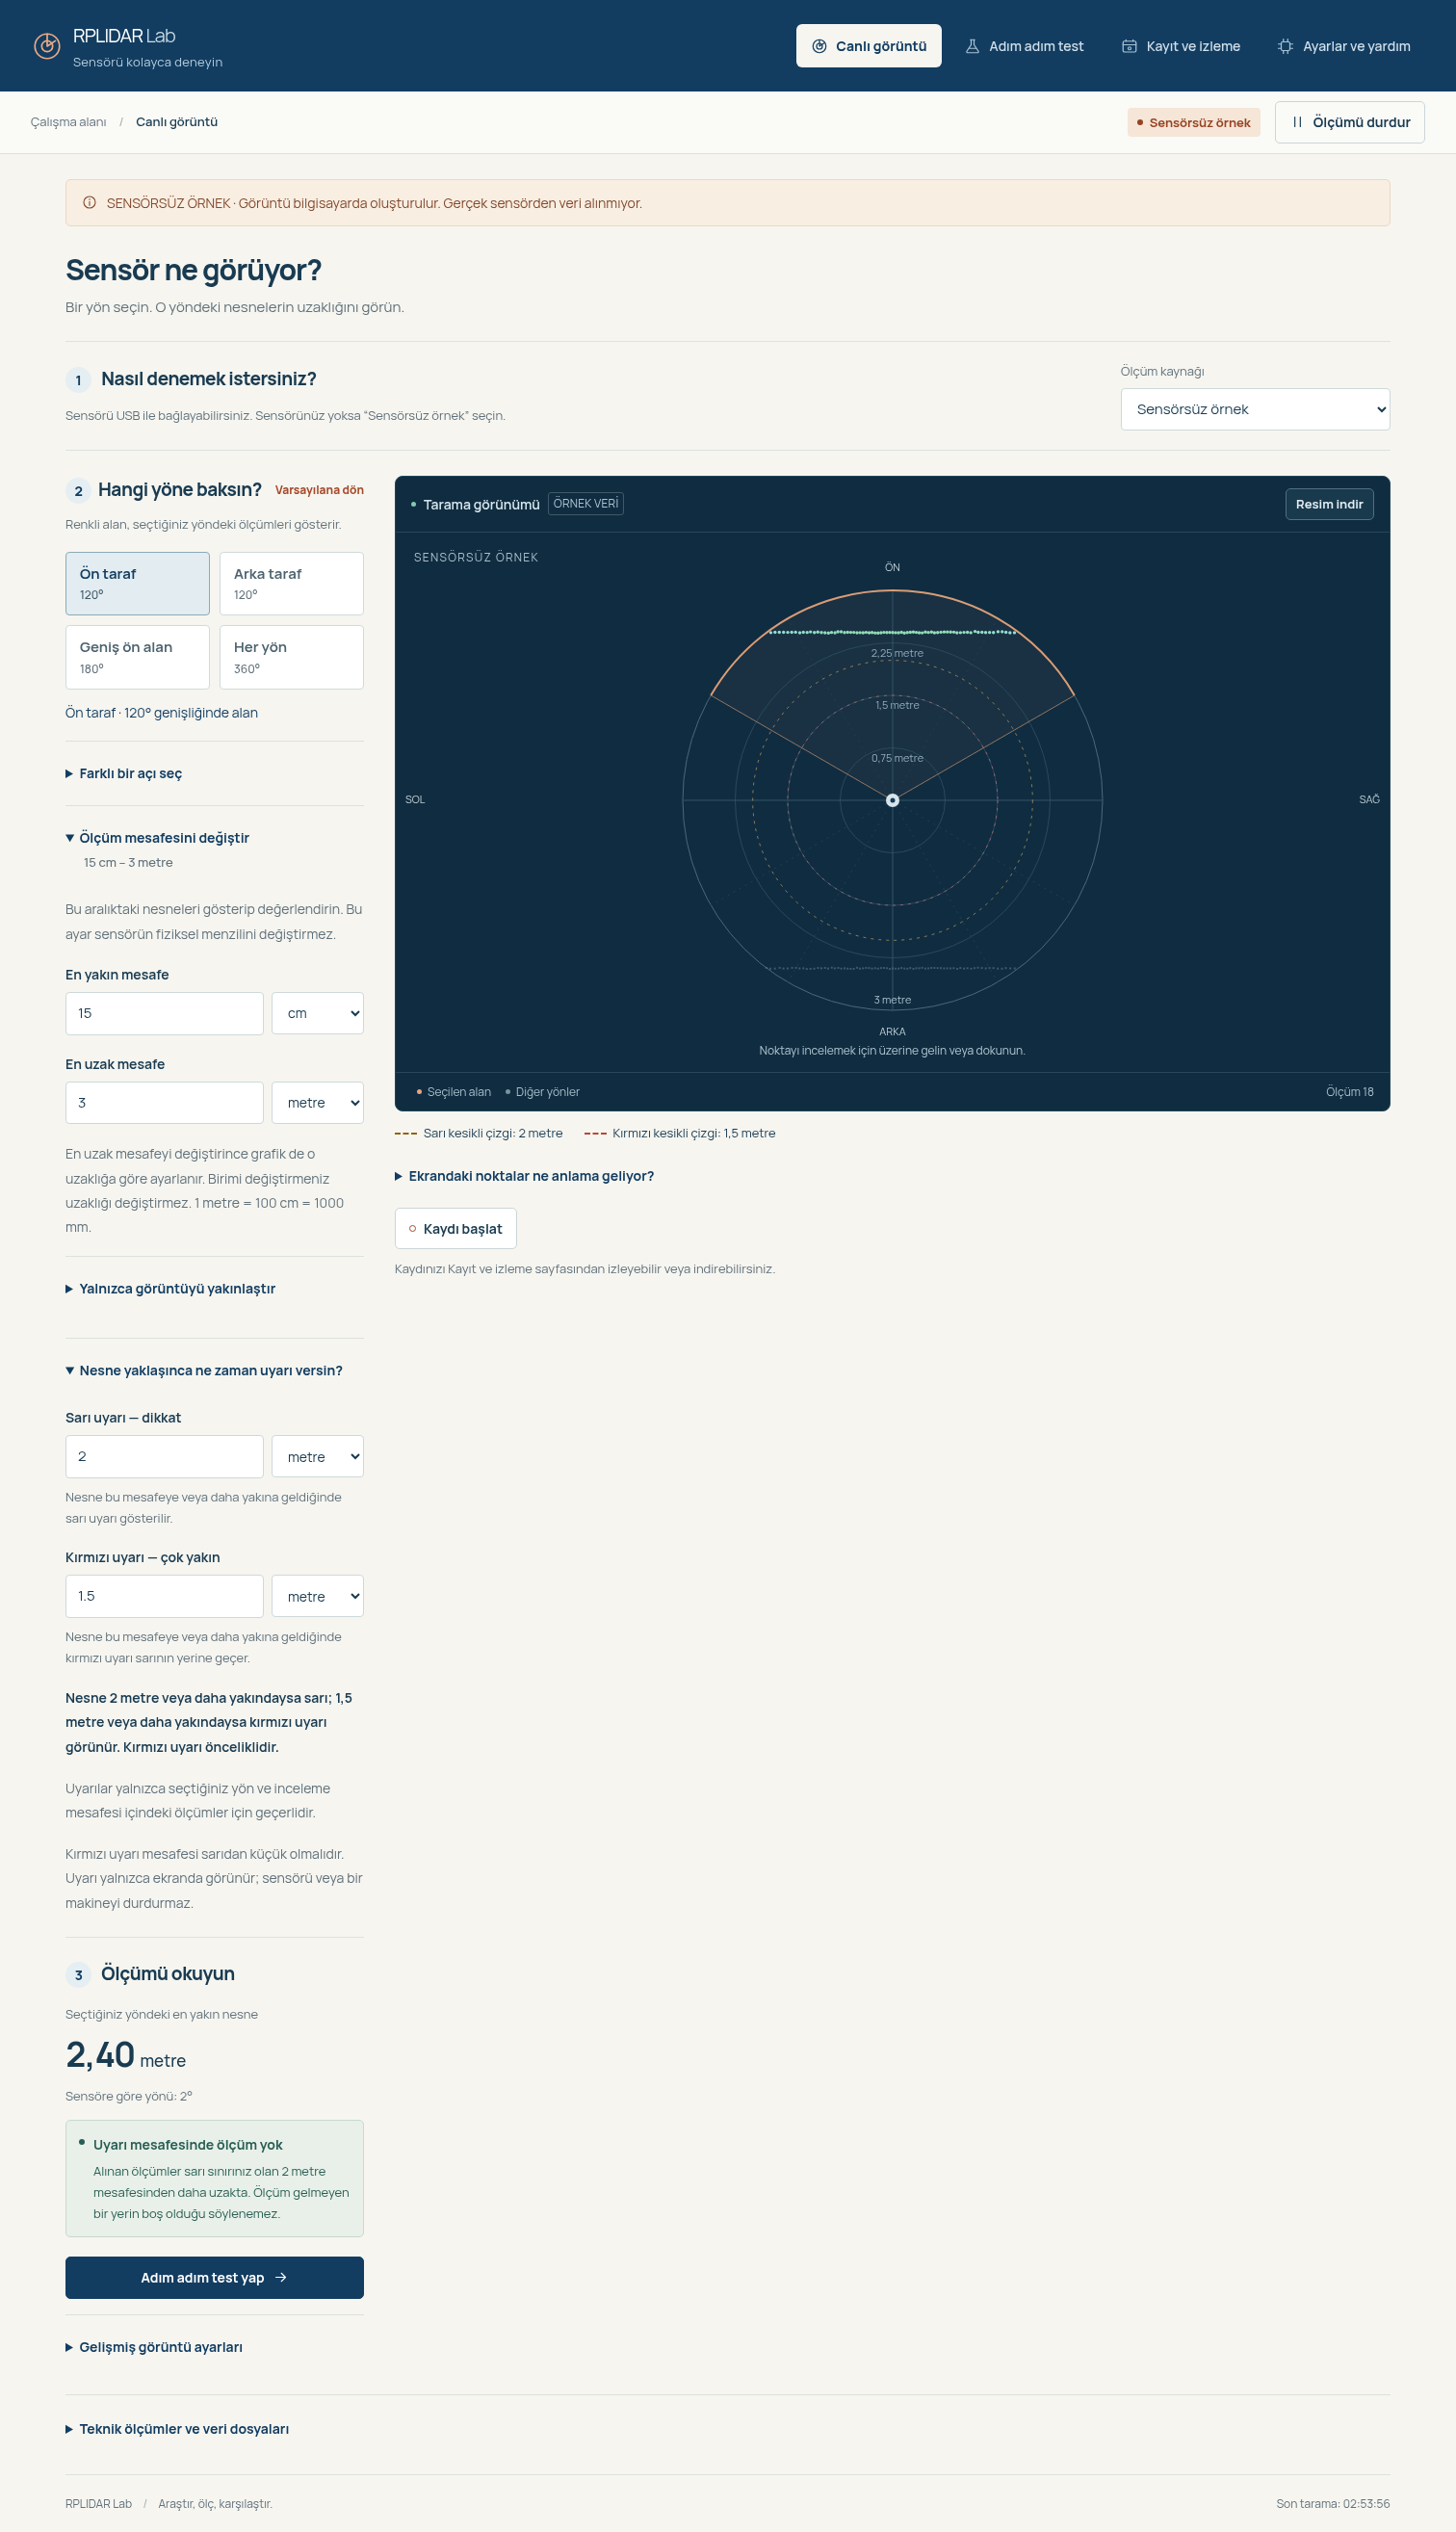 RPLIDAR Lab
Sensörü kolayca deneyin
Canlı görüntü
Adım adım test
Kayıt ve izleme
Ayarlar ve yardım
Çalışma alanı / Canlı görüntü
Sensörsüz örnek
Ölçümü durdur
SENSÖRSÜZ ÖRNEK · Görüntü bilgisayarda oluşturulur. Gerçek sensörden veri alınmıyor.
Sensör ne görüyor?
Bir yön seçin. O yöndeki nesnelerin uzaklığını görün.
1 Nasıl denemek istersiniz?
Sensörü USB ile bağlayabilirsiniz. Sensörünüz yoksa “Sensörsüz örnek” seçin.
Ölçüm kaynağı
Sensörsüz örnek
2 Hangi yöne baksın? Varsayılana dön
Renkli alan, seçtiğiniz yöndeki ölçümleri gösterir.
Ön taraf
120°
Arka taraf
120°
Geniş ön alan
180°
Her yön
360°
Ön taraf · 120° genişliğinde alan
Farklı bir açı seç
Ölçüm mesafesini değiştir
15 cm – 3 metre
Bu aralıktaki nesneleri gösterip değerlendirin. Bu
ayar sensörün fiziksel menzilini değiştirmez.
En yakın mesafe
15 cm
En uzak mesafe
3 metre
En uzak mesafeyi değiştirince grafik de o
uzaklığa göre ayarlanır. Birimi değiştirmeniz
uzaklığı değiştirmez. 1 metre = 100 cm = 1000
mm.
Yalnızca görüntüyü yakınlaştır
Nesne yaklaşınca ne zaman uyarı versin?
Sarı uyarı — dikkat
2 metre
Nesne bu mesafeye veya daha yakına geldiğinde
sarı uyarı gösterilir.
Kırmızı uyarı — çok yakın
1.5 metre
Nesne bu mesafeye veya daha yakına geldiğinde
kırmızı uyarı sarının yerine geçer.
Nesne 2 metre veya daha yakındaysa sarı; 1,5
metre veya daha yakındaysa kırmızı uyarı
görünür. Kırmızı uyarı önceliklidir.
Uyarılar yalnızca seçtiğiniz yön ve inceleme
mesafesi içindeki ölçümler için geçerlidir.
Kırmızı uyarı mesafesi sarıdan küçük olmalıdır.
Uyarı yalnızca ekranda görünür; sensörü veya bir
makineyi durdurmaz.
3 Ölçümü okuyun
Seçtiğiniz yöndeki en yakın nesne
2,40 metre
Sensöre göre yönü: 2°
Uyarı mesafesinde ölçüm yok
Alınan ölçümler sarı sınırınız olan 2 metre
mesafesinden daha uzakta. Ölçüm gelmeyen
bir yerin boş olduğu söylenemez.
Adım adım test yap
Gelişmiş görüntü ayarları
Tarama görünümü ÖRNEK VERİ
Resim indir
SENSÖRSÜZ ÖRNEK
ÖN
2,25 metre
1,5 metre
0,75 metre
SOL
SAĞ
3 metre
ARKA
Noktayı incelemek için üzerine gelin veya dokunun.
Seçilen alan
Diğer yönler
Ölçüm 18
Sarı kesikli çizgi: 2 metre
Kırmızı kesikli çizgi: 1,5 metre
Ekrandaki noktalar ne anlama geliyor?
Kaydı başlat
Kaydınızı Kayıt ve izleme sayfasından izleyebilir veya indirebilirsiniz.
Teknik ölçümler ve veri dosyaları
RPLIDAR Lab / Araştır, ölç, karşılaştır.
Son tarama: 02:53:56